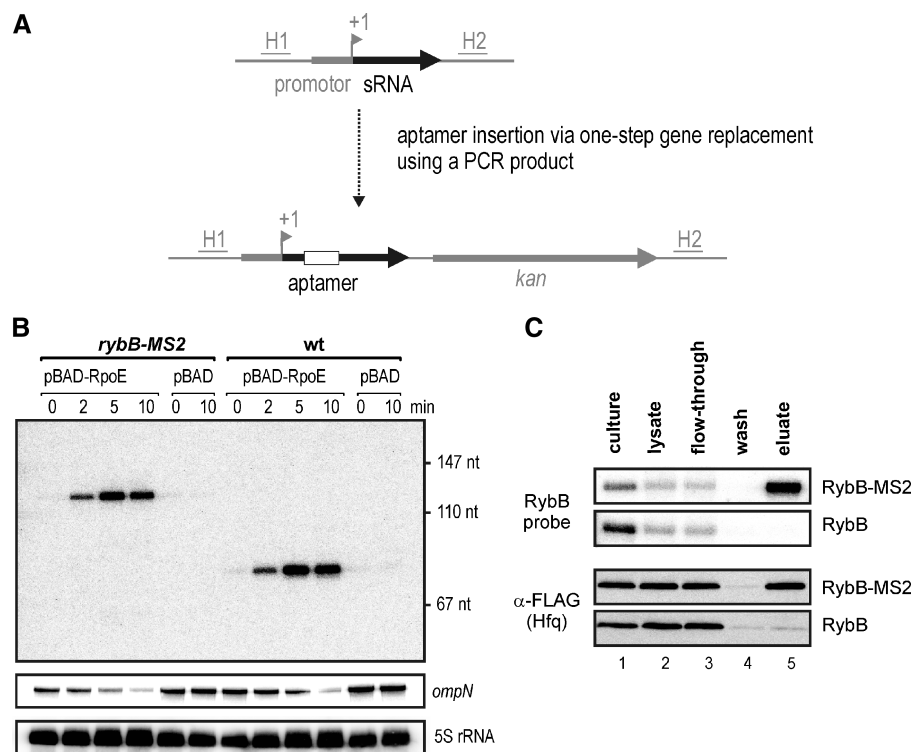 A
+1
H1
H2
promotor sRNA
aptamer insertion via one-step gene replacement
using a PCR product
+1
H1
H2
aptamer
kan
B
rybB-MS2 wt
pBAD-RpoE pBAD pBAD-RpoE pBAD
0 2 5 10 0 10 0 2 5 10 0 10 min
147 nt
110 nt
67 nt
ompN
5S rRNA
C
culture
lysate
flow-through
wash
eluate
RybB
probe
RybB-MS2
RybB
α-FLAG
(Hfq)
RybB-MS2
RybB
1 2 3 4 5